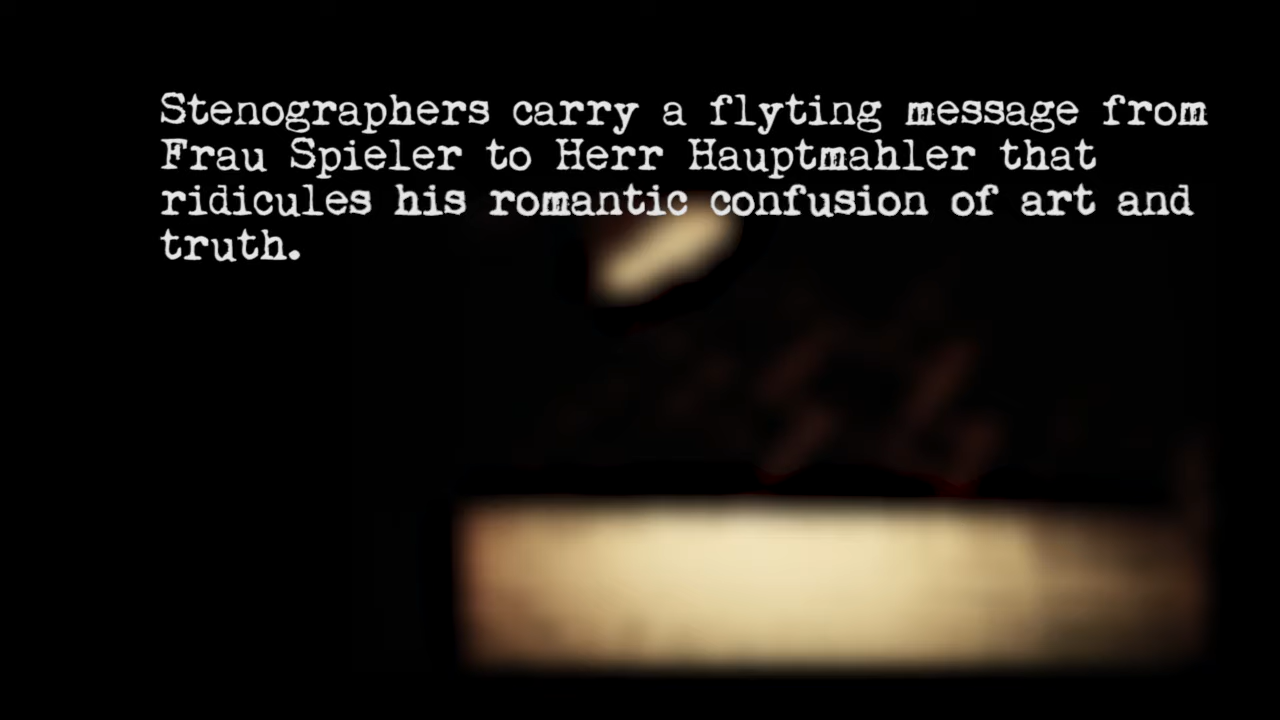 Stenographers carry a flyting message from
Frau Spieler to Herr Hauptmahler that
ridicules his romantic confusion of art and
truth.